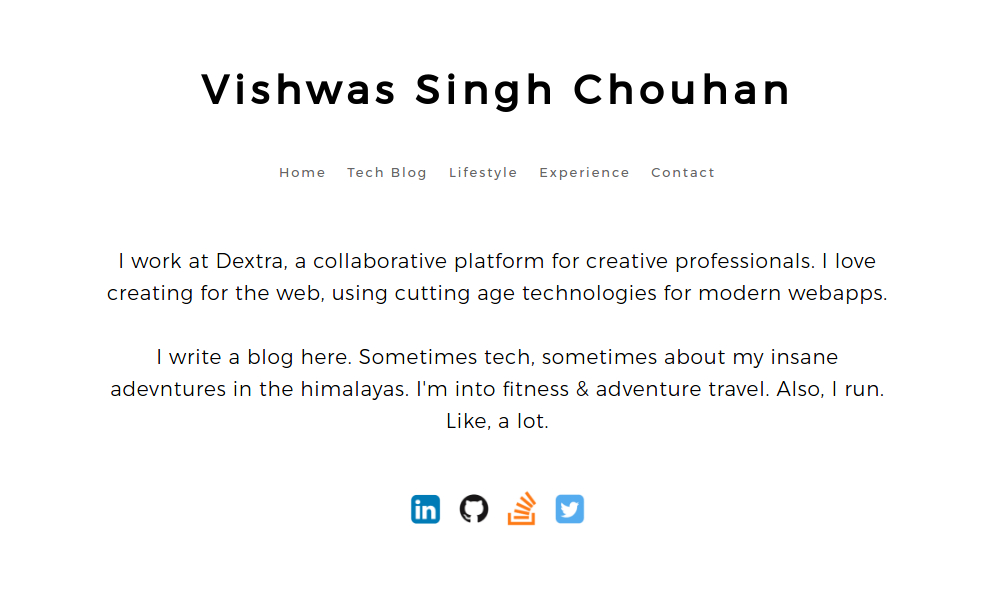 Vishwas Singh Chouhan
Home Tech Blog Lifestyle Experience Contact
I work at Dextra, a collaborative platform for creative professionals. I love
creating for the web, using cutting age technologies for modern webapps.
I write a blog here. Sometimes tech, sometimes about my insane
adevntures in the himalayas. I'm into fitness & adventure travel. Also, I run.
Like, a lot.
in